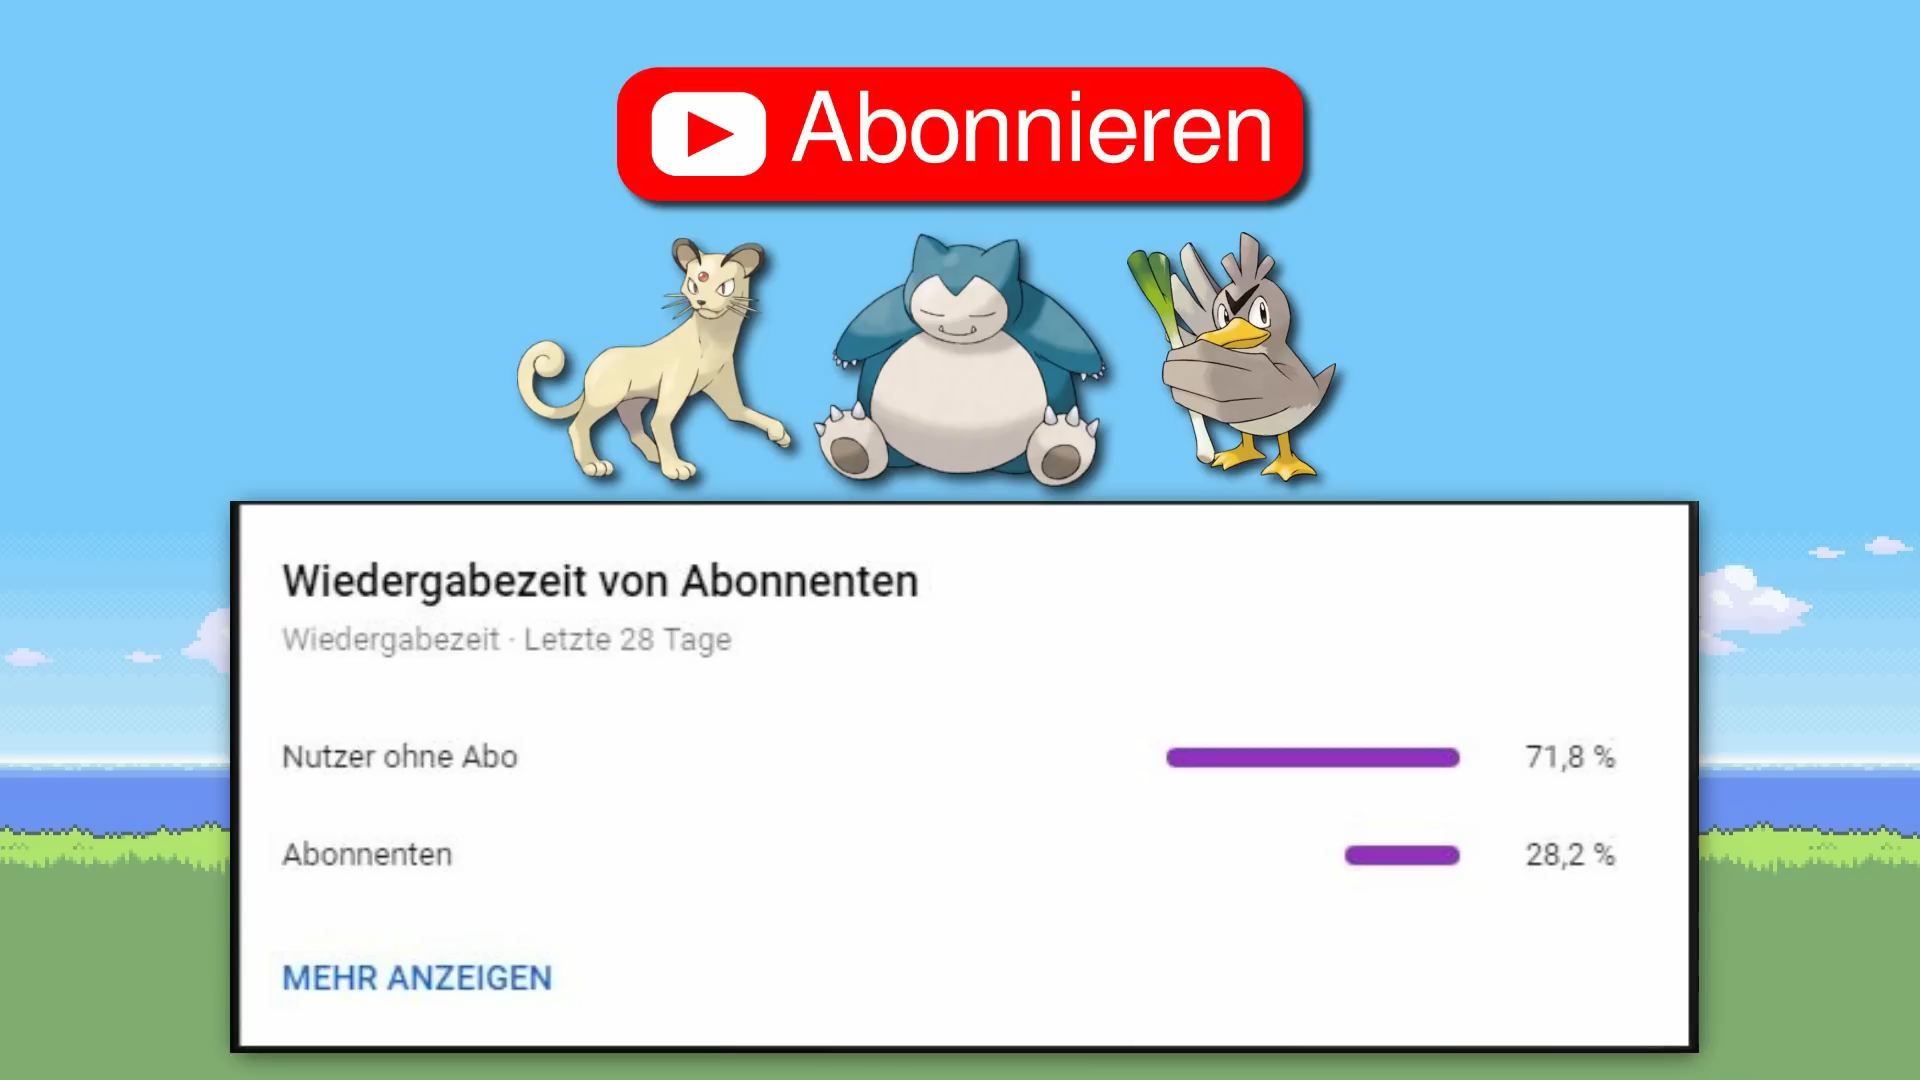 Abonnieren
Wiedergabezeit von Abonnenten
Wiedergabezeit · Letzte 28 Tage
Nutzer ohne Abo 71,8 %
Abonnenten 28,2 %
MEHR ANZEIGEN